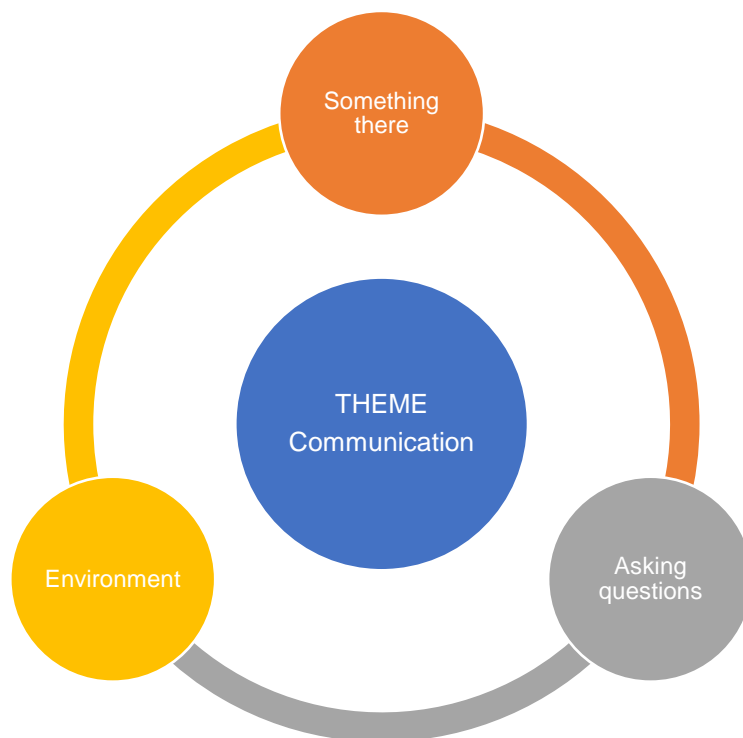 Something
there
THEME
Communication
Environment
Asking
questions